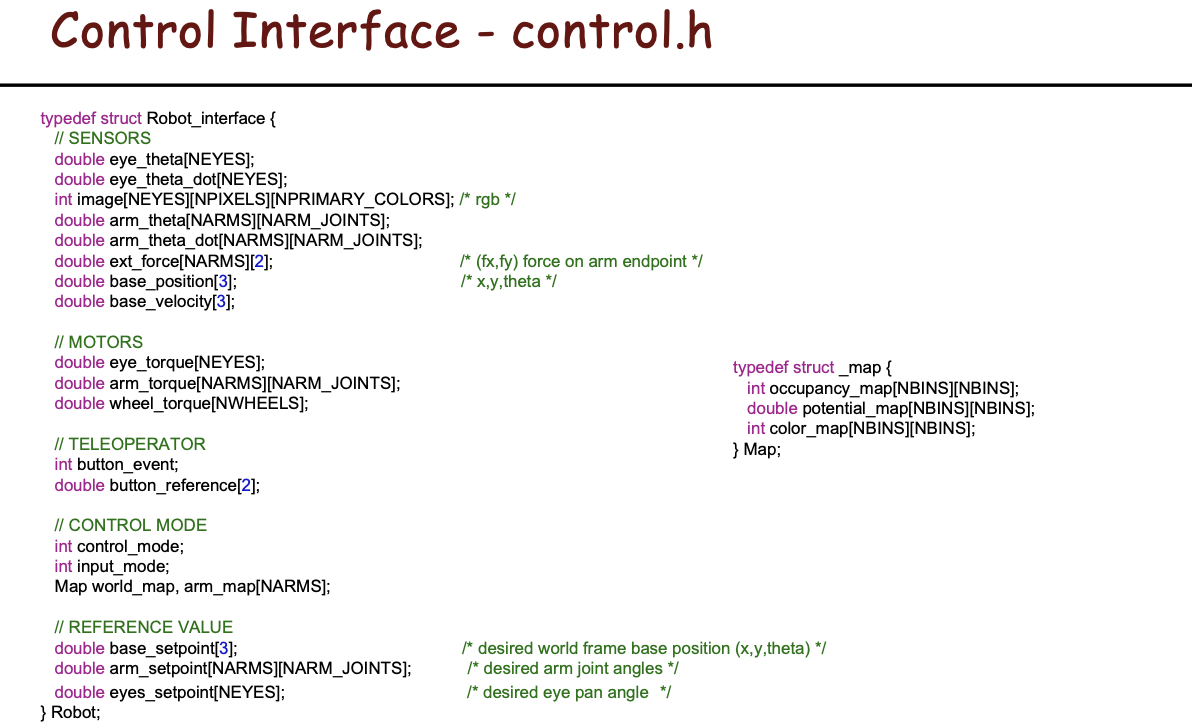 Control Interface - control.h
typedef struct Robot_interface {
// SENSORS
double eye_theta[NEYES];
double eye_theta_dot[NEYES];
int image[NEYES][NPIXELS][NPRIMARY_COLORS]; /* rgb */
double arm_theta[NARMS][NARM_JOINTS];
double arm_theta_dot[NARMS][NARM_JOINTS];
double ext_force[NARMS][2]; /* (fx,fy) force on arm endpoint */
double base_position[3]; /* x,y,theta */
double base_velocity[3];
// MOTORS
double eye_torque[NEYES];
double arm_torque[NARMS][NARM_JOINTS];
double wheel_torque[NWHEELS];
// TELEOPERATOR
int button_event;
double button_reference[2];
// CONTROL MODE
int control_mode;
int input_mode;
Map world_map, arm_map[NARMS];
// REFERENCE VALUE
double base_setpoint[3]; /* desired world frame base position (x,y,theta) */
double arm_setpoint[NARMS][NARM_JOINTS]; /* desired arm joint angles */
double eyes_setpoint[NEYES]; /* desired eye pan angle */
} Robot;
typedef struct _map {
int occupancy_map[NBINS][NBINS];
double potential_map[NBINS][NBINS];
int color_map[NBINS][NBINS];
} Map;